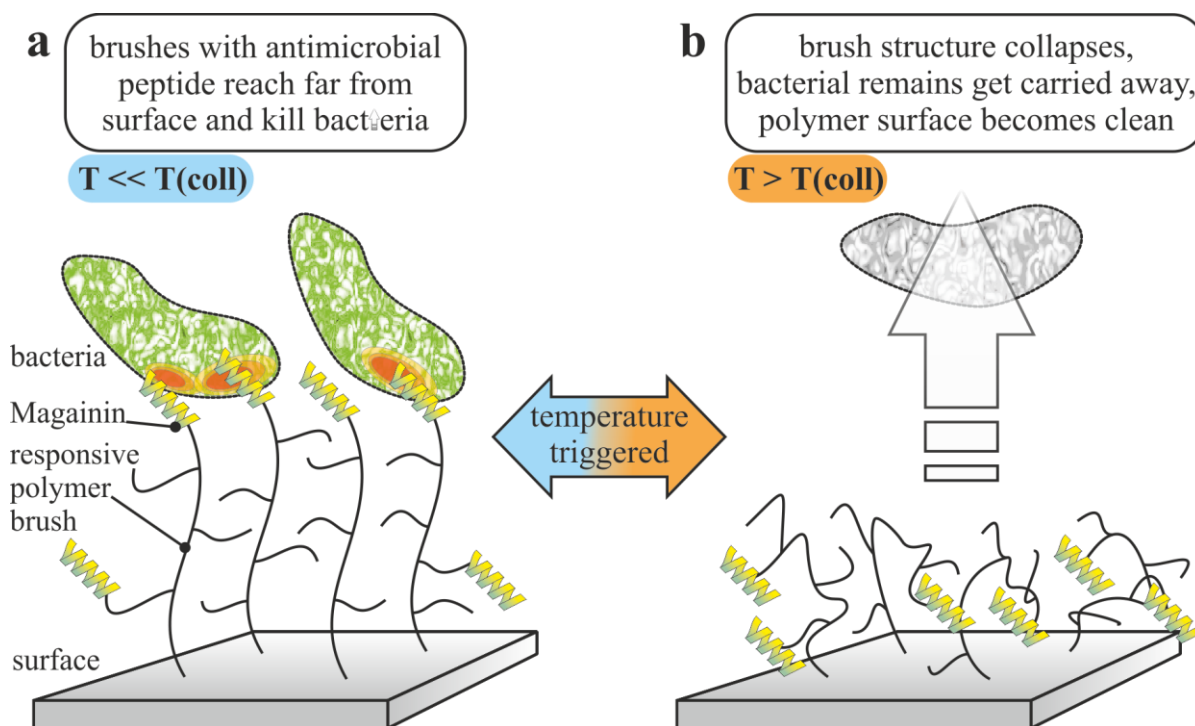 a
brushes with antimicrobial
peptide reach far from
surface and kill bacteria
T << T(coll)
b
brush structure collapses,
bacterial remains get carried away,
polymer surface becomes clean
T > T(coll)
bacteria
Magainin
responsive
polymer
brush
surface
temperature
triggered